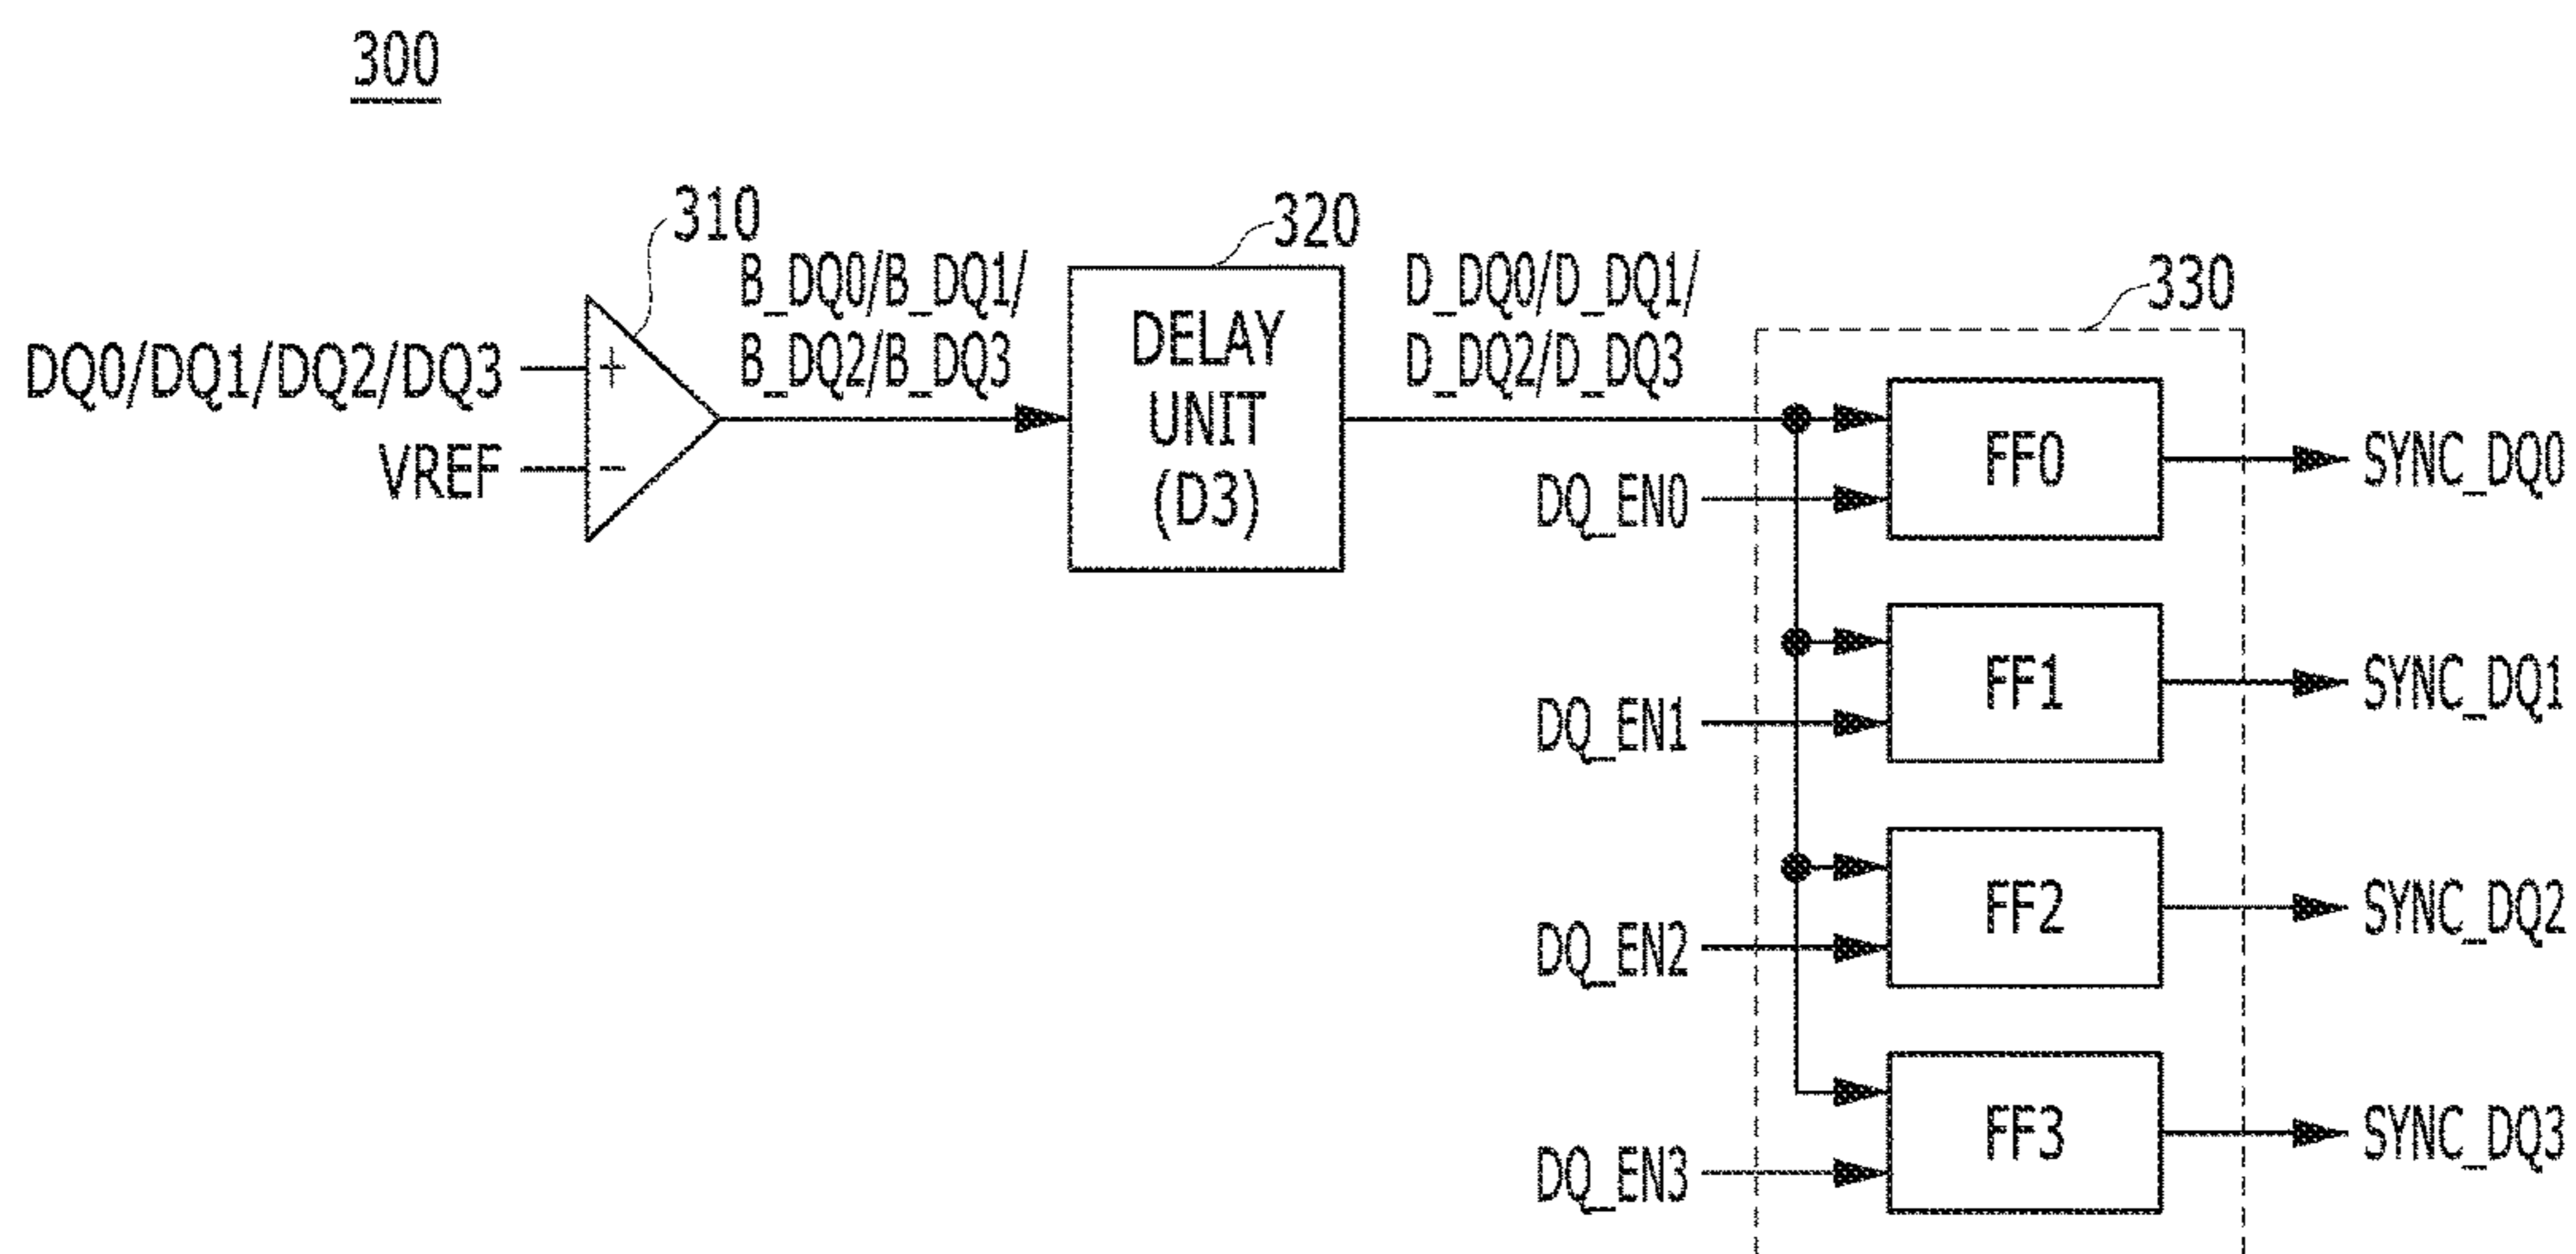 300
310
320
B_DQ0/B_DQ1/
B_DQ2/B_DQ3
D_DQ0/D_DQ1/
D_DQ2/D_DQ3
330
DQ0/DQ1/DQ2/DQ3
+
VREF
-
DELAY
UNIT
(D3)
FF0
SYNC_DQ0
DQ_EN0
FF1
SYNC_DQ1
DQ_EN1
FF2
SYNC_DQ2
DQ_EN2
FF3
SYNC_DQ3
DQ_EN3